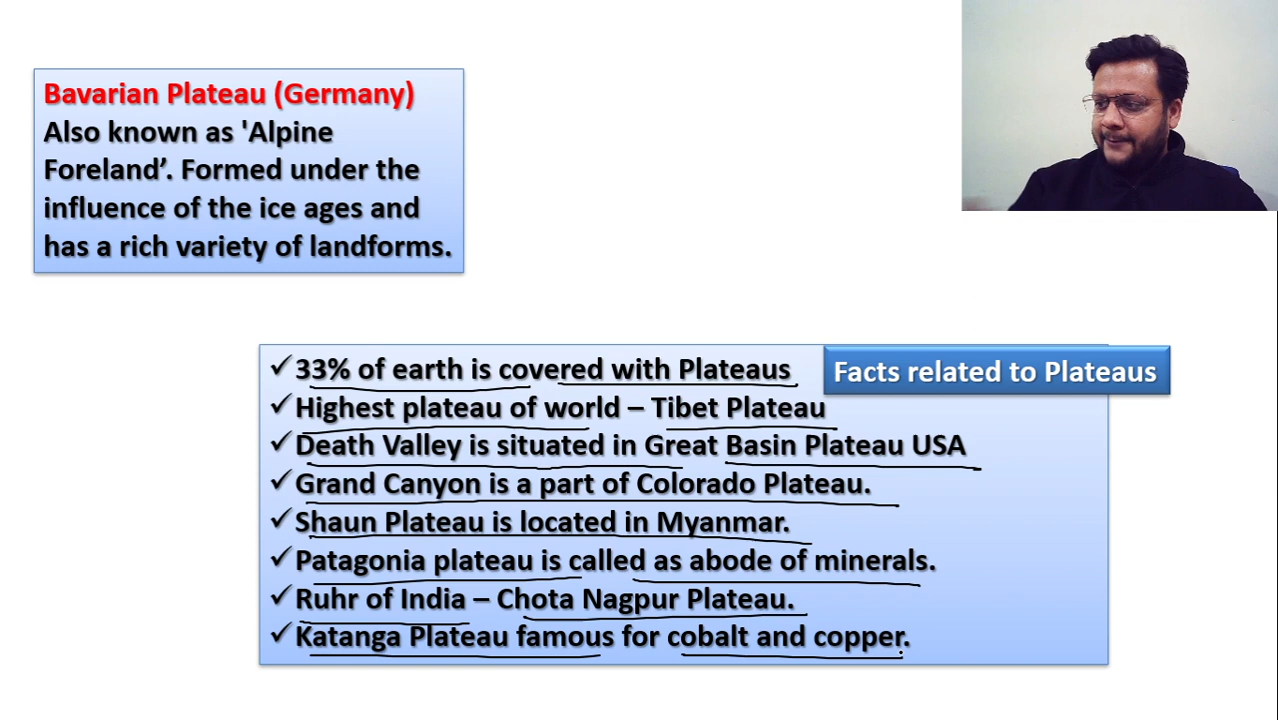 Bavarian Plateau (Germany)
Also known as 'Alpine
Foreland’. Formed under the
influence of the ice ages and
has a rich variety of landforms.
Facts related to Plateaus
✓33% of earth is covered with Plateaus
✓Highest plateau of world – Tibet Plateau
✓Death Valley is situated in Great Basin Plateau USA
✓Grand Canyon is a part of Colorado Plateau.
✓Shaun Plateau is located in Myanmar.
✓Patagonia plateau is called as abode of minerals.
✓Ruhr of India – Chota Nagpur Plateau.
✓Katanga Plateau famous for cobalt and copper.